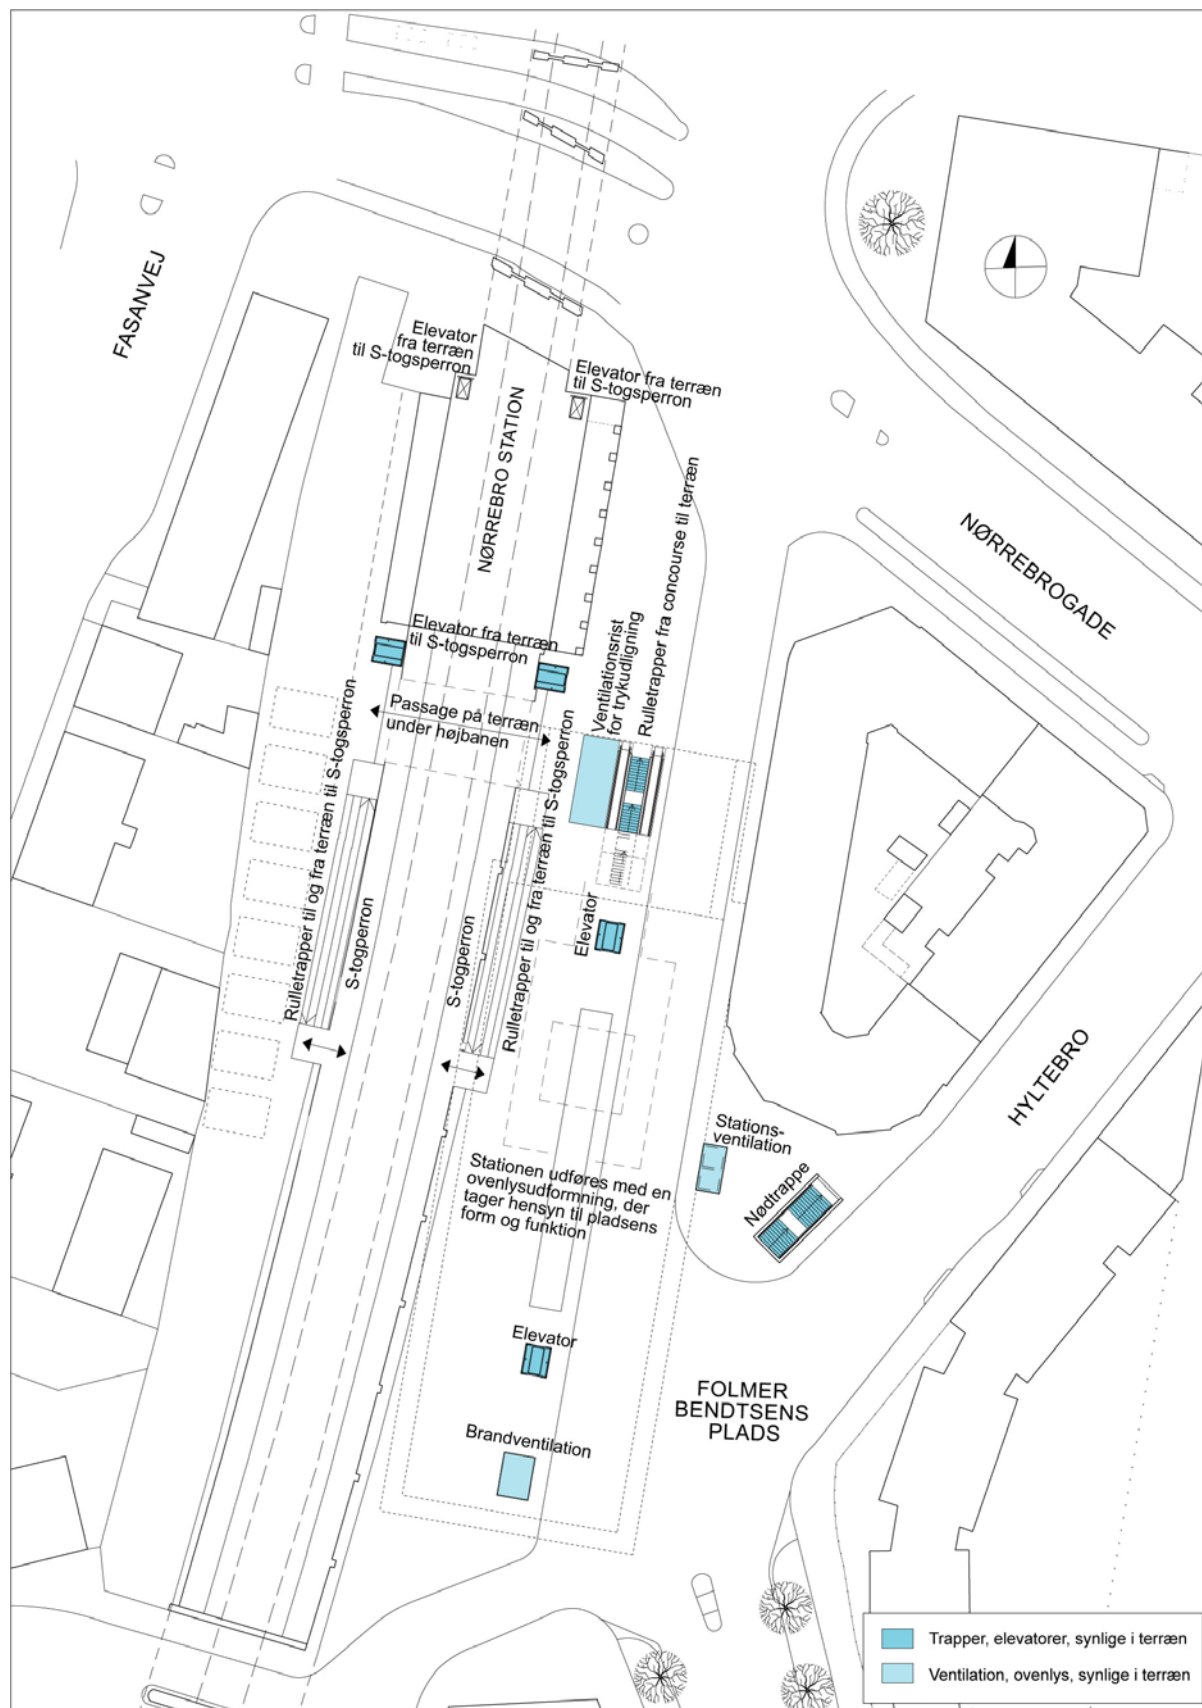 FASANVEJ
Elevator
fra terræn
til S-togsperron
Elevator fra terræn
til S-togsperron
NØRREBRO STATION
NØRREBROGADE
Elevator fra terræn
til S-togsperron
Ventilationsrist
for trykudligning
Rulletrapper fra concourse til terræn
Passage på terræn
under højbanen
Rulletrapper til og fra terræn til S-togsperron
S-togperron
S-togperron
Rulletrapper til og fra terræn til S-togsperron
Elevator
HYLTEBRO
Stations-
ventilation
Nødtrappe
Stationen udføres med en
ovenlysudformning, der
tager hensyn til pladsens
form og funktion
Elevator
FOLMER
BENDTSENS
PLADS
Brandventilation
Trapper, elevatorer, synlige i terræn
Ventilation, ovenlys, synlige i terræn